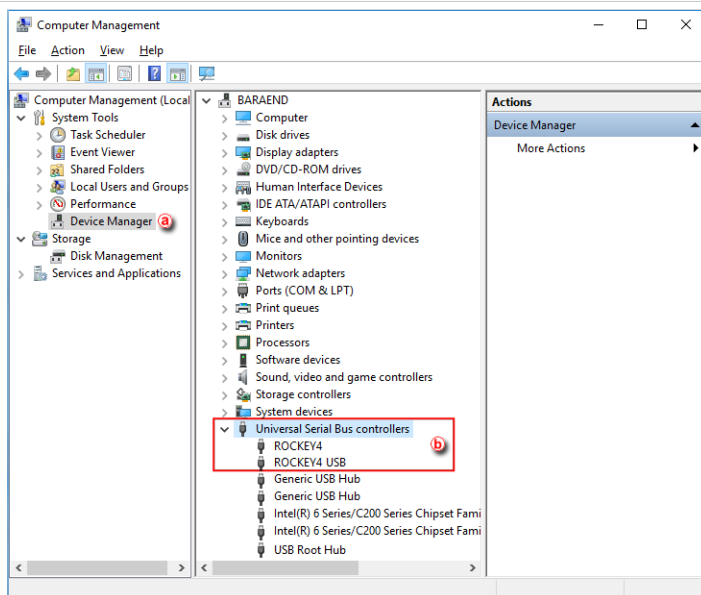 Computer Management
File Action View Help
Computer Management (Local
System Tools
Task Scheduler
Event Viewer
Shared Folders
Local Users and Groups
Performance
Device Manager a
Storage
Disk Management
Services and Applications
BARAEND
Computer
Disk drives
Display adapters
DVD/CD-ROM drives
Human Interface Devices
IDE ATA/ATAPI controllers
Keyboards
Mice and other pointing devices
Monitors
Network adapters
Ports (COM & LPT)
Print queues
Printers
Processors
Software devices
Sound, video and game controllers
Storage controllers
System devices
Universal Serial Bus controllers
b
ROCKEY4
ROCKEY4 USB
Generic USB Hub
Generic USB Hub
Intel(R) 6 Series/C200 Series Chipset Fami
Intel(R) 6 Series/C200 Series Chipset Fami
USB Root Hub
Actions
Device Manager
More Actions